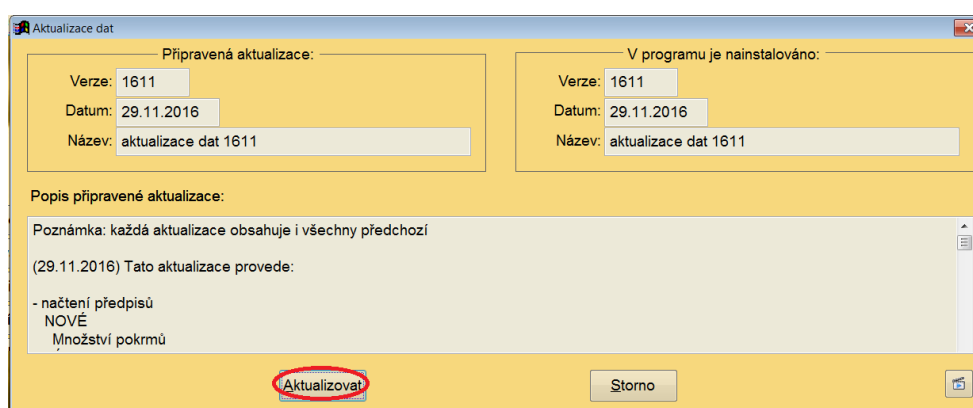 Aktualizace dat
Připravená aktualizace:
Verze: 1611
Datum: 29.11.2016
Název: aktualizace dat 1611
V programu je nainstalováno:
Verze: 1611
Datum: 29.11.2016
Název: aktualizace dat 1611
Popis připravené aktualizace:
Poznámka: každá aktualizace obsahuje i všechny předchozí
(29.11.2016) Tato aktualizace provede:
- načtení předpisů
NOVÉ
Množství pokrmů
Aktualizovat
Storno